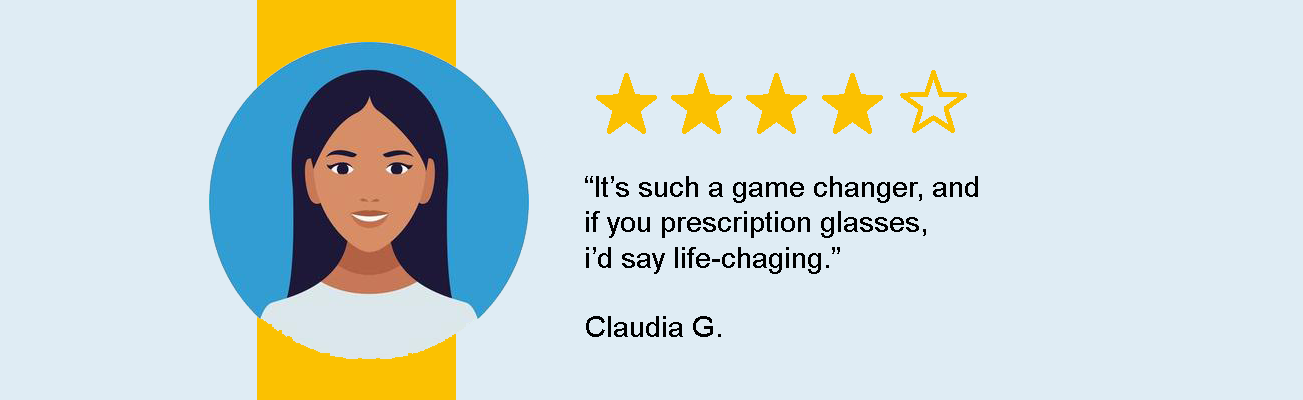 “It’s such a game changer, and
if you prescription glasses,
i’d say life-chaging.”
Claudia G.